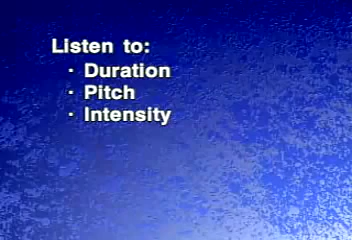 Listen to:
· Duration
· Pitch
· Intensity